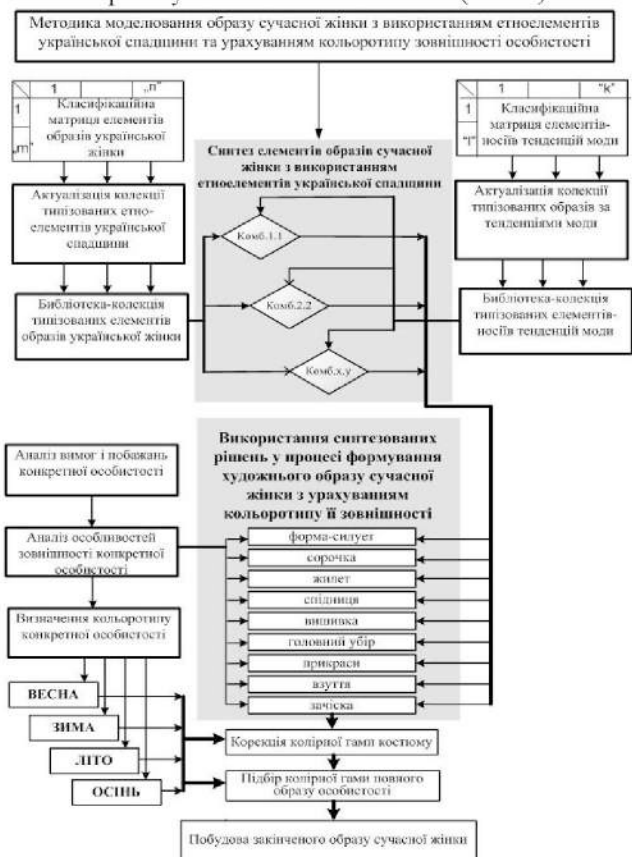 Методика моделювання образу сучасної жінки з використанням етноелементів
української спадщини та урахуванням кольоротипу зовнішності особистості
1 „n”
1
„m”
Класифікаційна
матриця елементів
образів української
жінки
Актуалізація колекції
типізованих етно-
елементів української
спадщини
Библіотека-колекція
типізованих елементів
образів української жінки
Синтез елементів образів сучасної
жінки з використанням
етноелементів української спадщини
Комб.1.1
Комб.2.2
Комб.х.у
1 “k”
1
“l”
Класифікаційна
матриця елементів-
носіїв тенденцій моди
Актуалізація колекції
типізованих образів за
тенденціями моди
Библіотека-колекція
типізованих елементів-
носіїв тенденцій моди
Аналіз вимог і побажань
конкретної особистості
Аналіз особливостей
зовнішності конкретної
особистості
Визначення кольоротипу
конкретної особистості
ВЕСНА
ЗИМА
ЛІТО
ОСІНЬ
Використання синтезованих
рішень у процесі формування
художнього образу сучасної
жінки з урахуванням
кольоротипу її зовнішності
форма-силует
сорочка
жилет
спідниця
вишивка
головний убір
прикраси
взуття
зачіска
Корекція колірної гами костюму
Підбір колірної гами повного
образу особистості
Побудова закінченого образу сучасної жінки